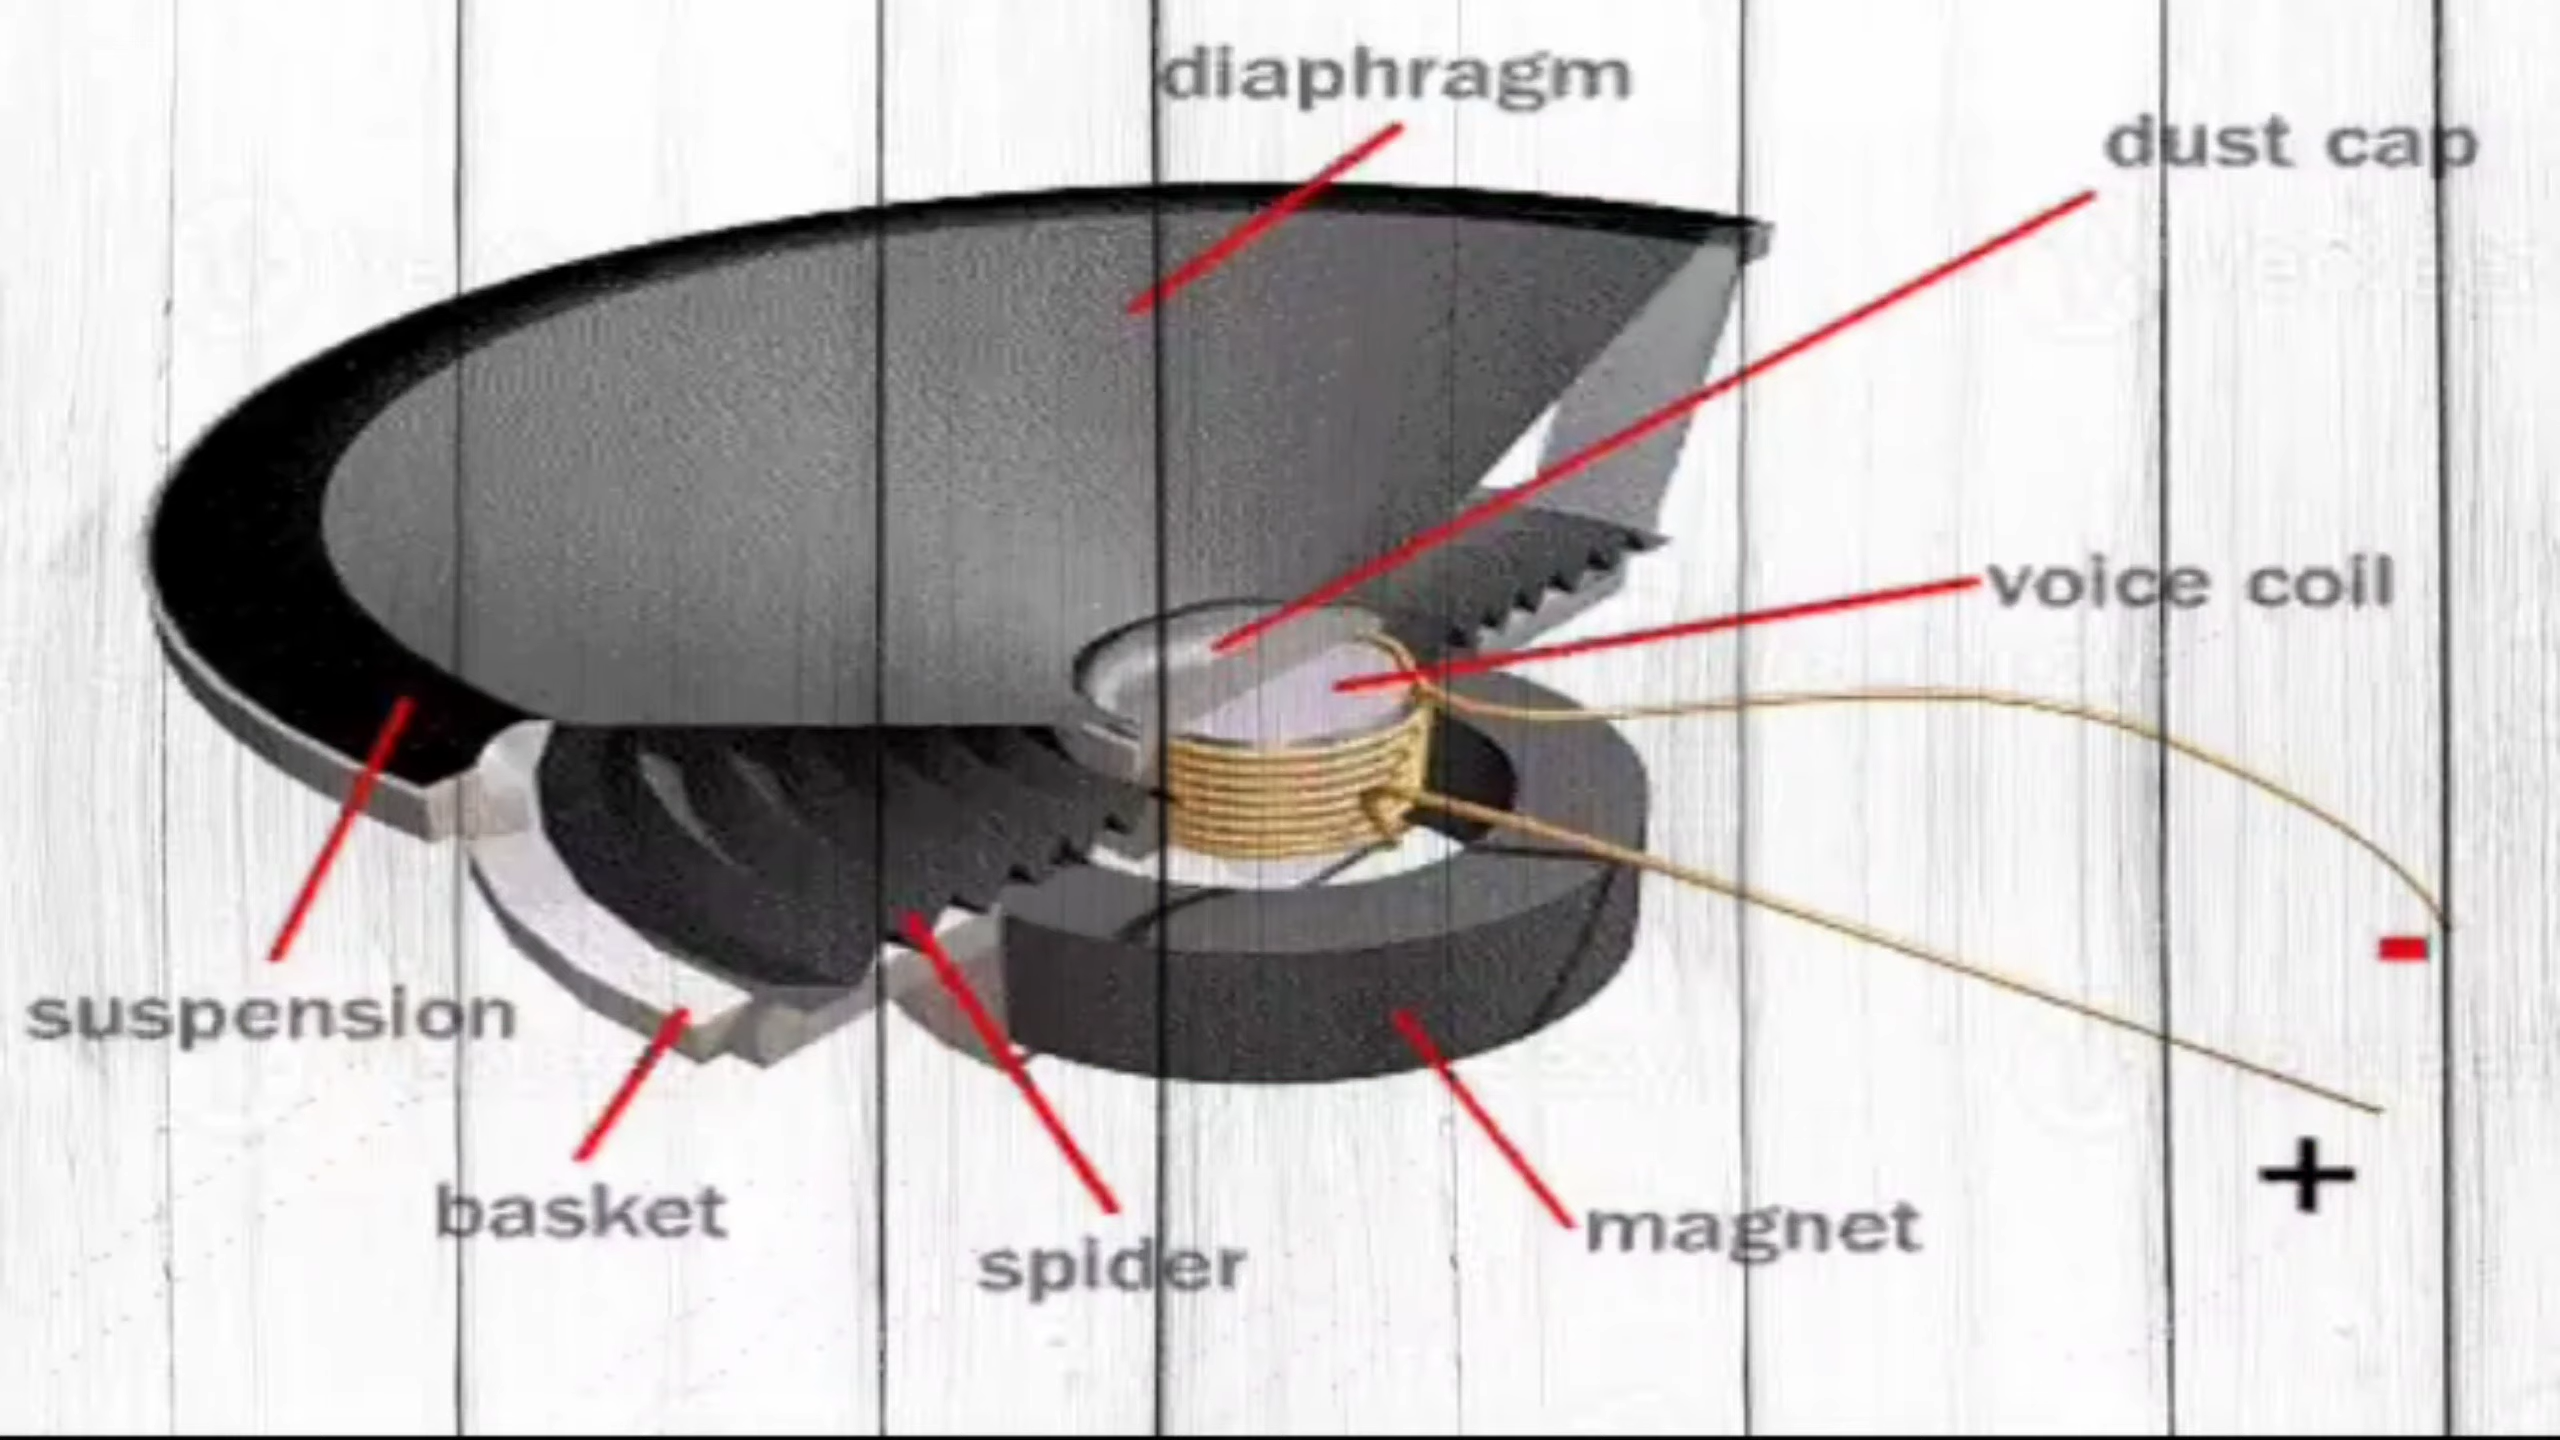 diaphragm
dust cap
voice coil
-
suspension
+
basket
magnet
spider